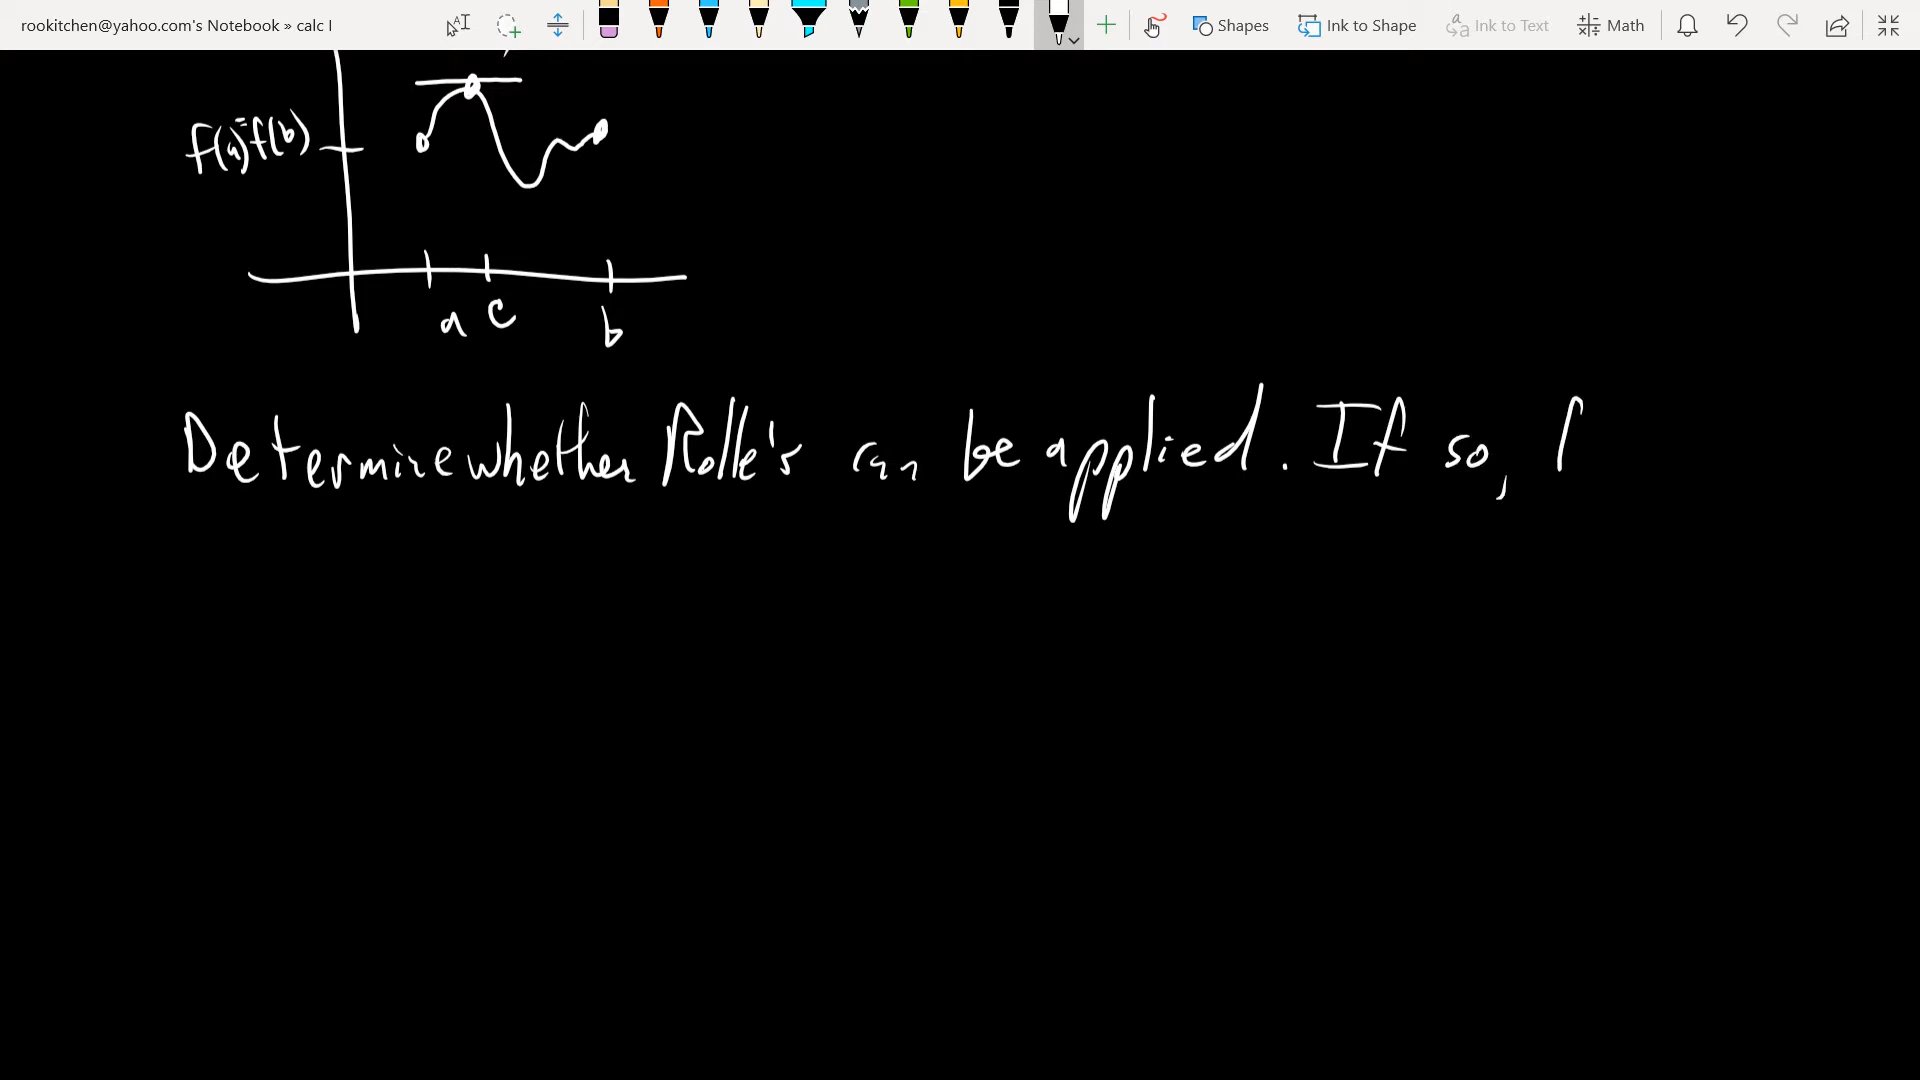 rookitchen@yahoo.com's Notebook » calc I
Shapes
Ink to Shape
Ink to Text
Math
f(a)=f(b)
a c b
Determine whether Rolle's can be applied. If so,